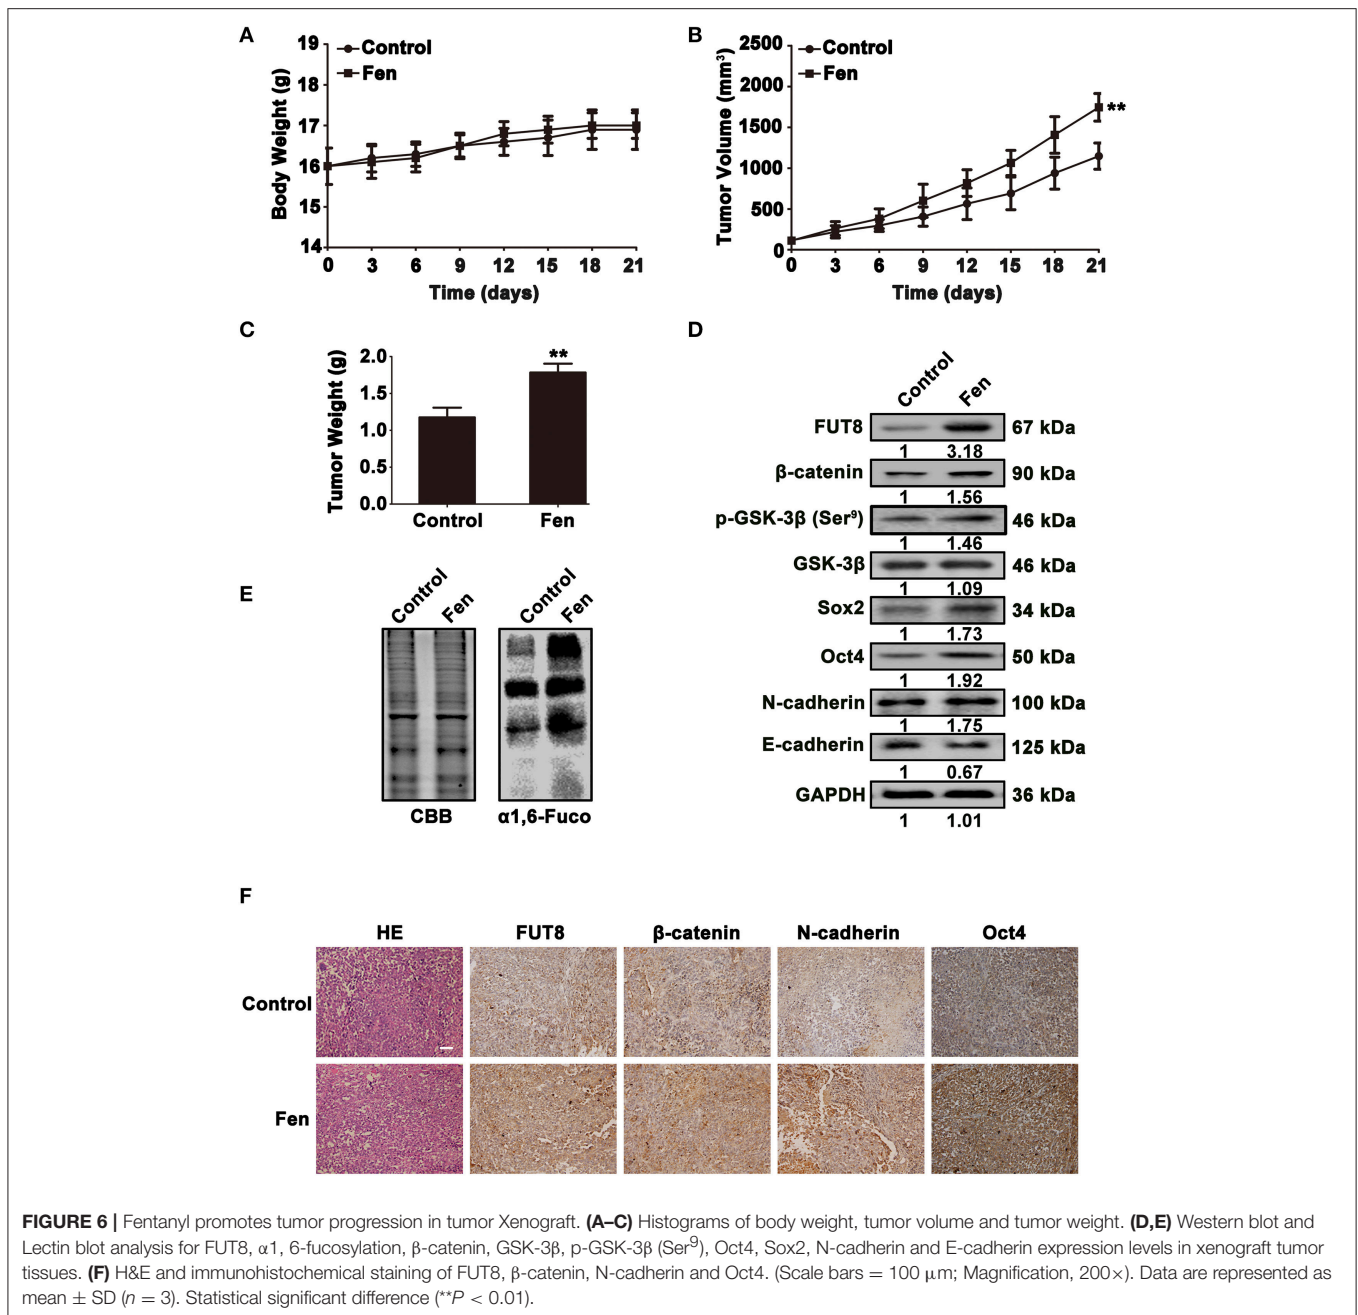 A
19
Control
Fen
18
17
16
15
14
Body Weight (g)
0 3 6 9 12 15 18 21
Time (days)
B
2500
Control
Fen
2000
1500
1000
500
0
**
Tumor Volume (mm³)
0 3 6 9 12 15 18 21
Time (days)
C
2.0
1.5
1.0
0.5
0.0
**
Tumor Weight (g)
Control Fen
D
Control Fen
FUT8 67 kDa
1 3.18
β-catenin 90 kDa
1 1.56
p-GSK-3β (Ser⁹) 46 kDa
1 1.46
GSK-3β 46 kDa
1 1.09
Sox2 34 kDa
1 1.73
Oct4 50 kDa
1 1.92
N-cadherin 100 kDa
1 1.75
E-cadherin 125 kDa
1 0.67
GAPDH 36 kDa
1 1.01
E
Control Fen Control Fen
CBB α1,6-Fuco
F
HE FUT8 β-catenin N-cadherin Oct4
Control
Fen
FIGURE 6 | Fentanyl promotes tumor progression in tumor Xenograft. (A–C) Histograms of body weight, tumor volume and tumor weight. (D,E) Western blot and
Lectin blot analysis for FUT8, α1, 6-fucosylation, β-catenin, GSK-3β, p-GSK-3β (Ser⁹), Oct4, Sox2, N-cadherin and E-cadherin expression levels in xenograft tumor
tissues. (F) H&E and immunohistochemical staining of FUT8, β-catenin, N-cadherin and Oct4. (Scale bars = 100 μm; Magnification, 200×). Data are represented as
mean ± SD (n = 3). Statistical significant difference (**P < 0.01).